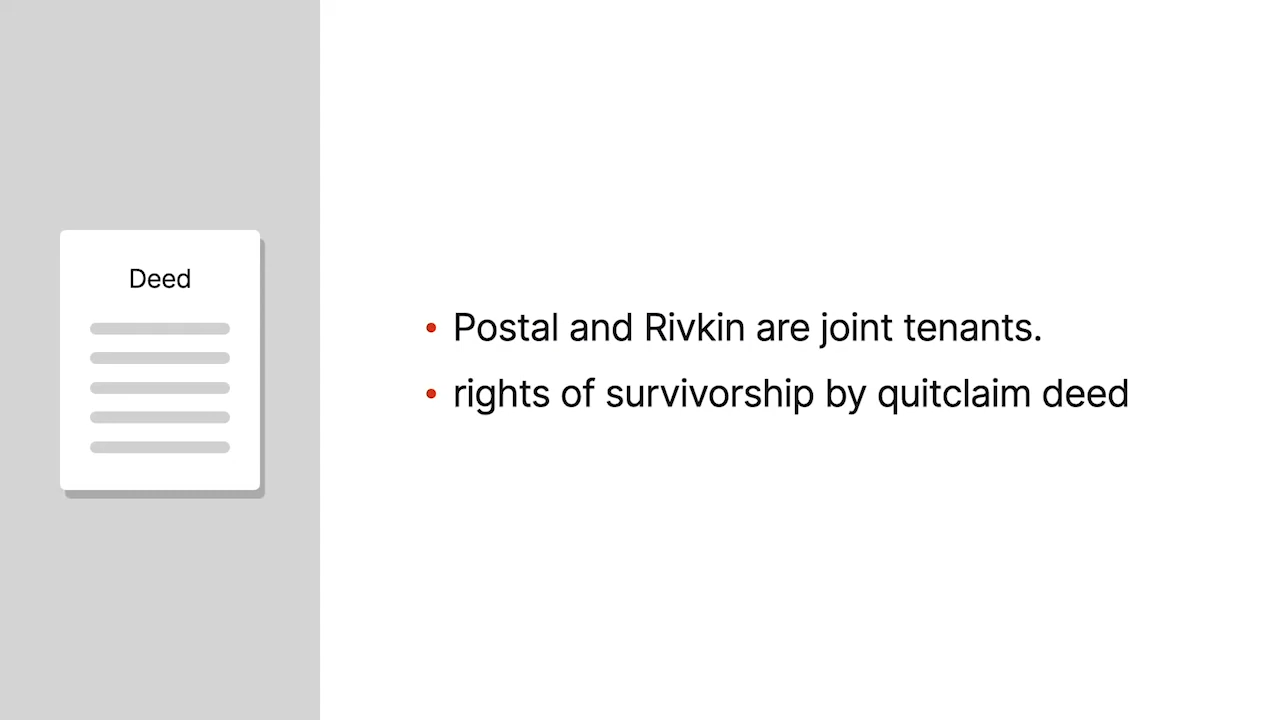 Deed
• Postal and Rivkin are joint tenants.
• rights of survivorship by quitclaim deed